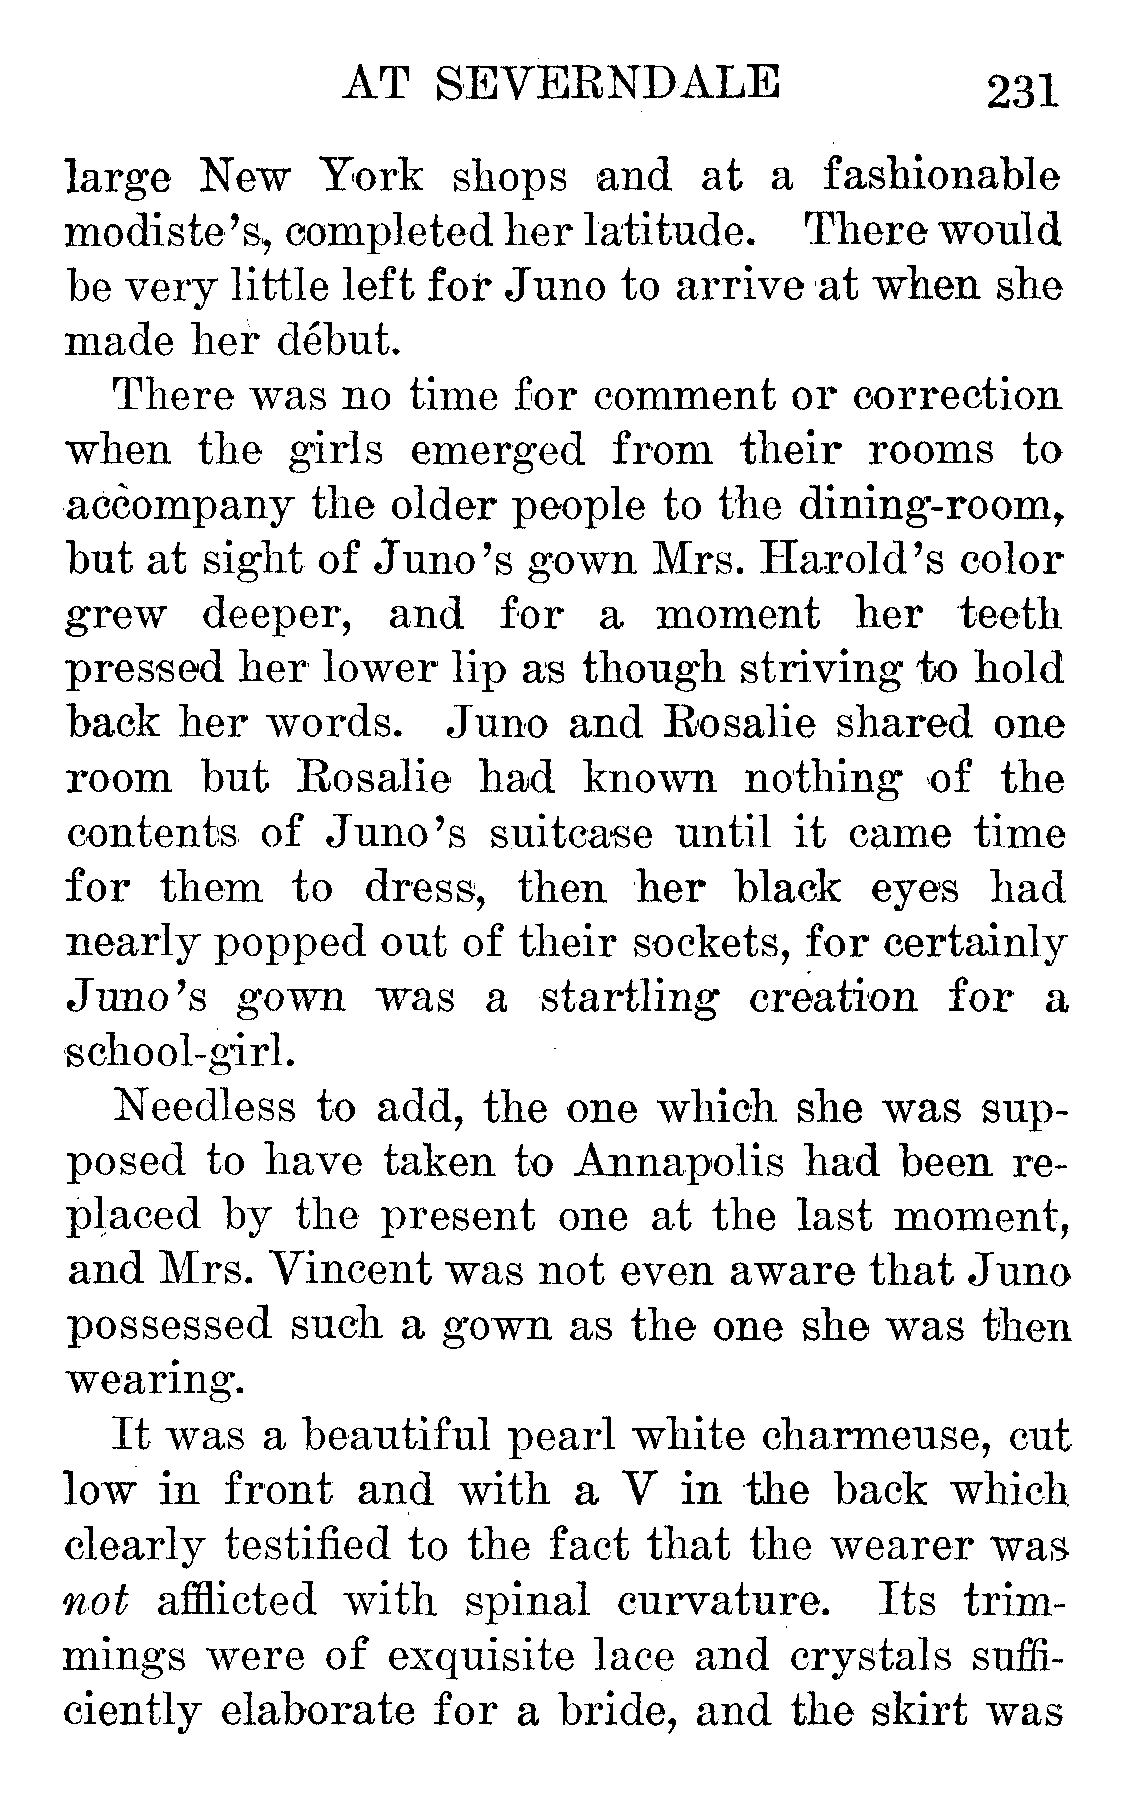 AT SEVERNDALE 231
large New York shops and at a fashionable
modiste's, completed her latitude. There would
be very little left for Juno to arrive at when she
made her début.
There was no time for comment or correction
when the girls emerged from their rooms to
accompany the older people to the dining-room,
but at sight of Juno's gown Mrs. Harold's color
grew deeper, and for a moment her teeth
pressed her lower lip as though striving to hold
back her words. Juno and Rosalie shared one
room but Rosalie had known nothing of the
contents of Juno's suitcase until it came time
for them to dress, then her black eyes had
nearly popped out of their sockets, for certainly
Juno's gown was a startling creation for a
school-girl.
Needless to add, the one which she was sup-
posed to have taken to Annapolis had been re-
placed by the present one at the last moment,
and Mrs. Vincent was not even aware that Juno
possessed such a gown as the one she was then
wearing.
It was a beautiful pearl white charmeuse, cut
low in front and with a V in the back which
clearly testified to the fact that the wearer was
not afflicted with spinal curvature. Its trim-
mings were of exquisite lace and crystals suffi-
ciently elaborate for a bride, and the skirt was